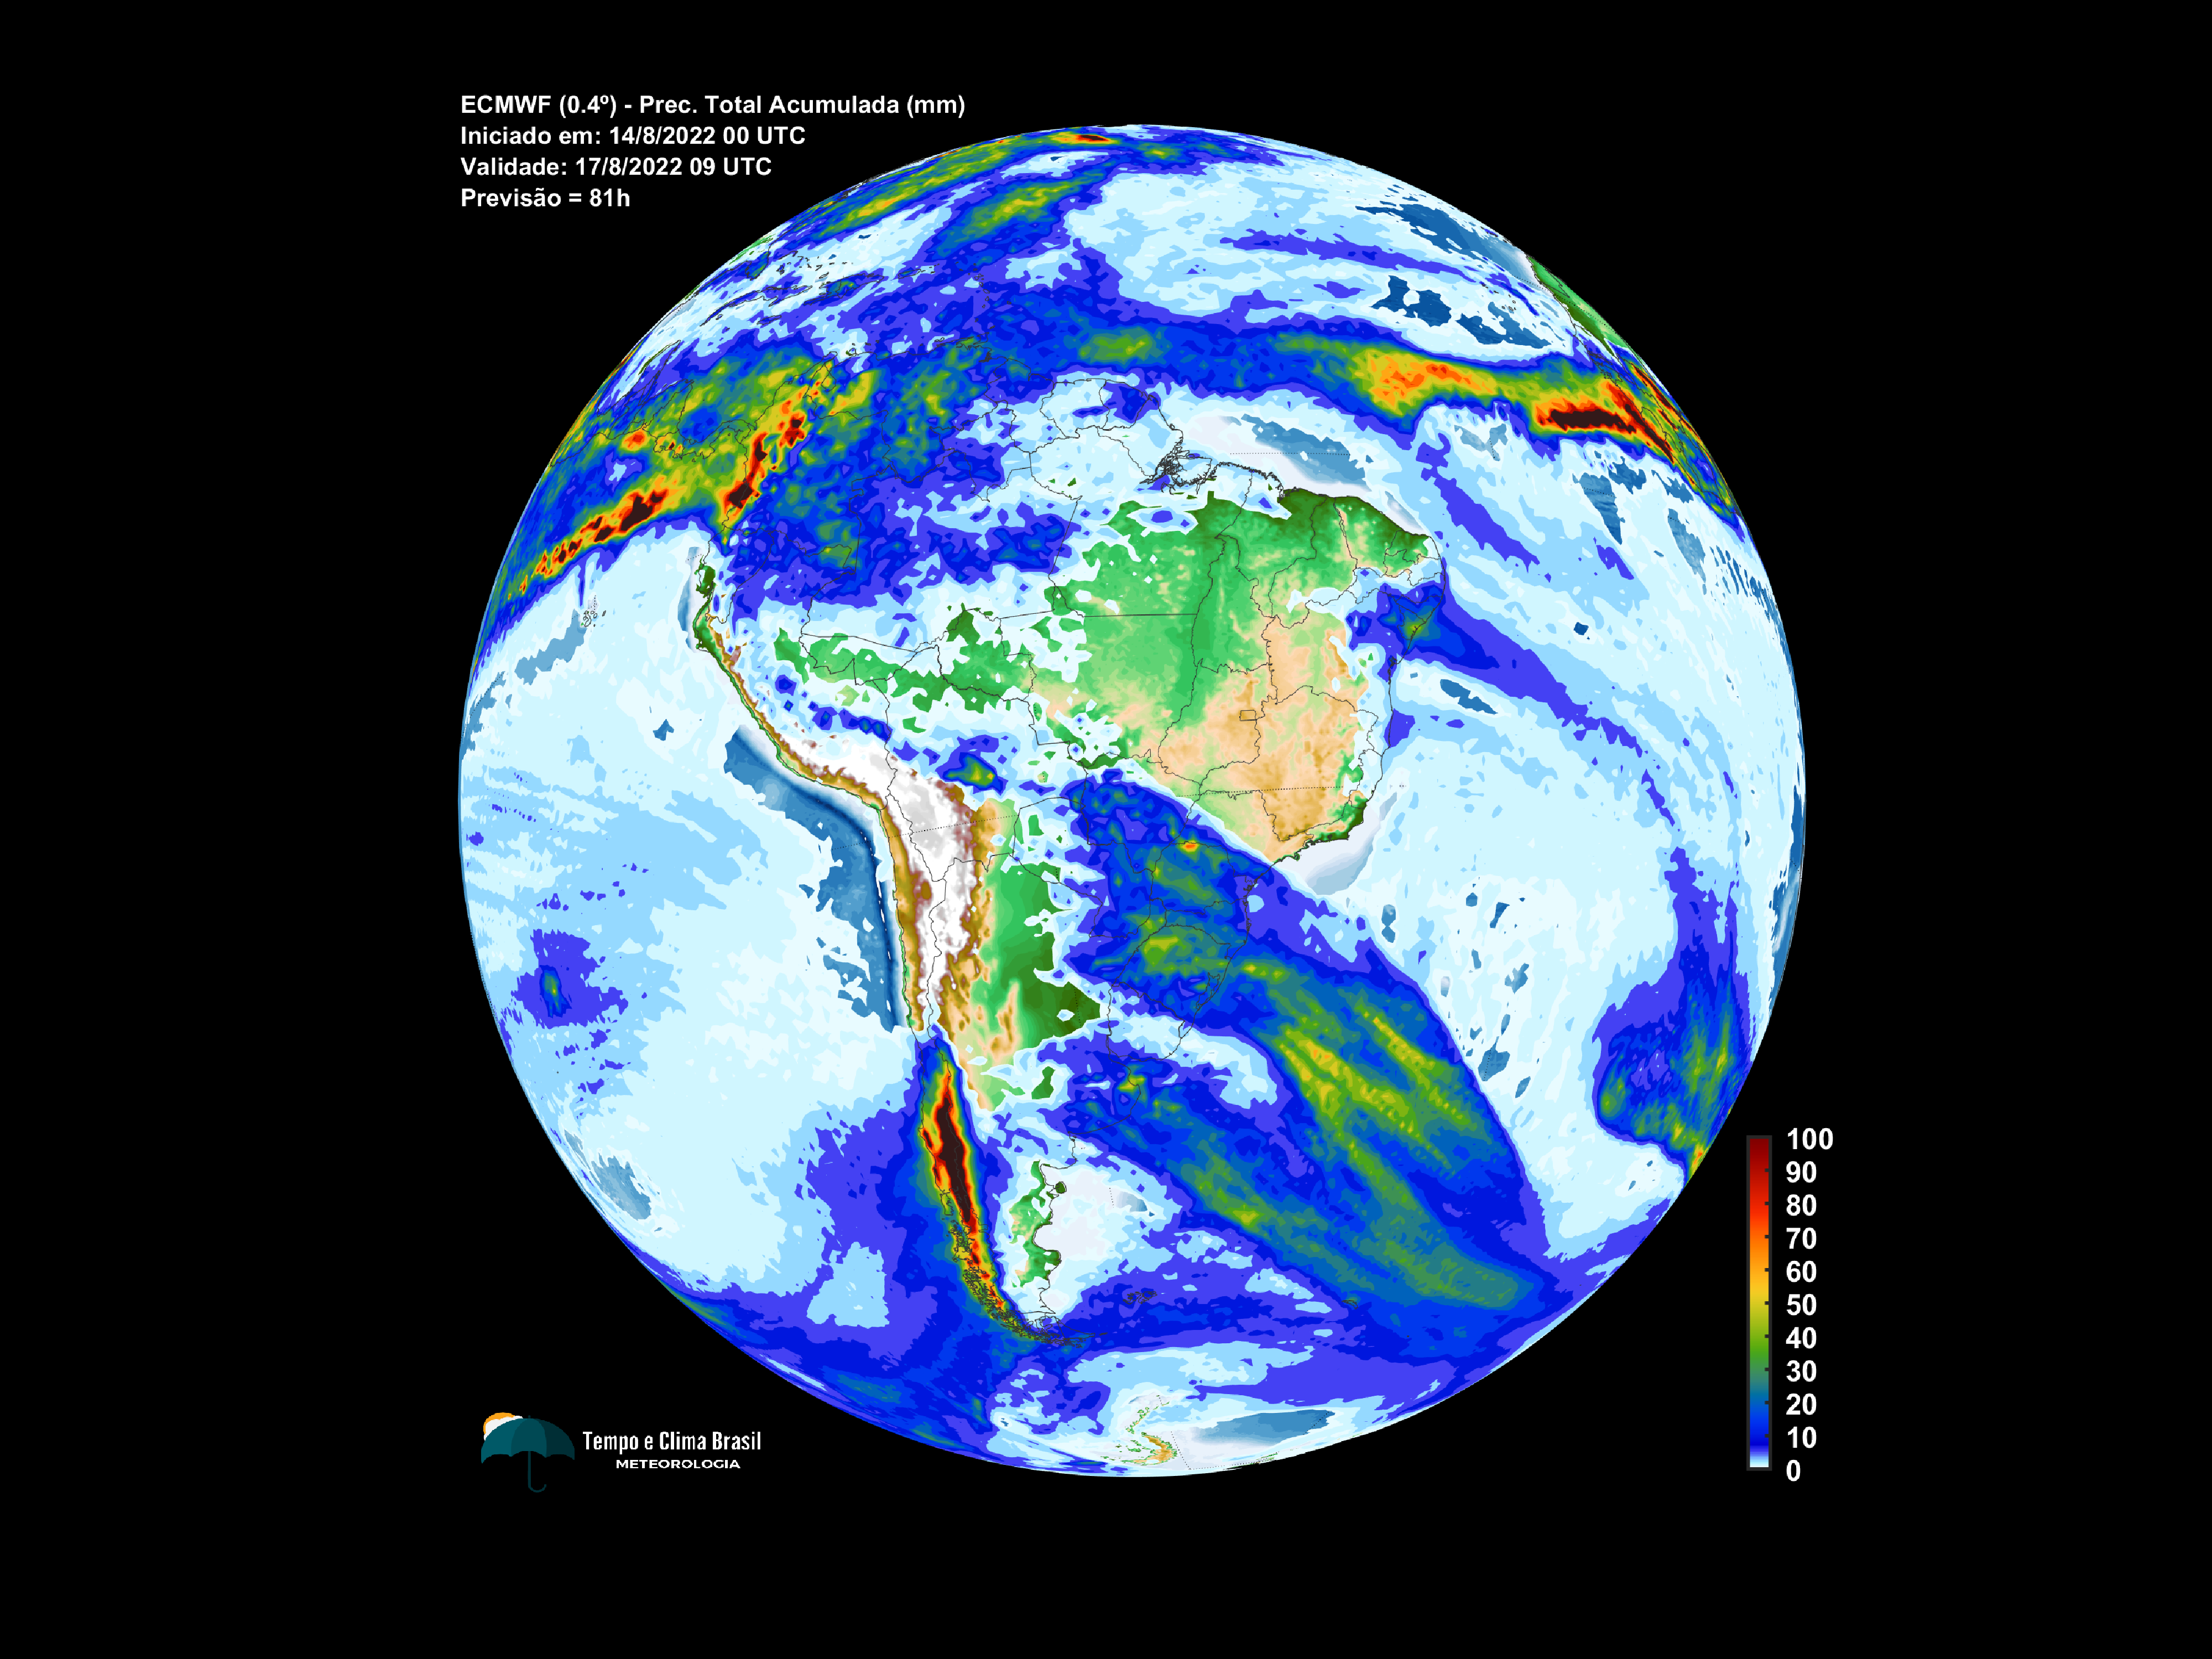 ECMWF (0.4º) - Prec. Total Acumulada (mm)
Iniciado em: 14/8/2022 00 UTC
Validade: 17/8/2022 09 UTC
Previsão = 81h
100
90
80
70
60
50
40
30
20
10
0
Tempo e Clima Brasil
METEOROLOGIA